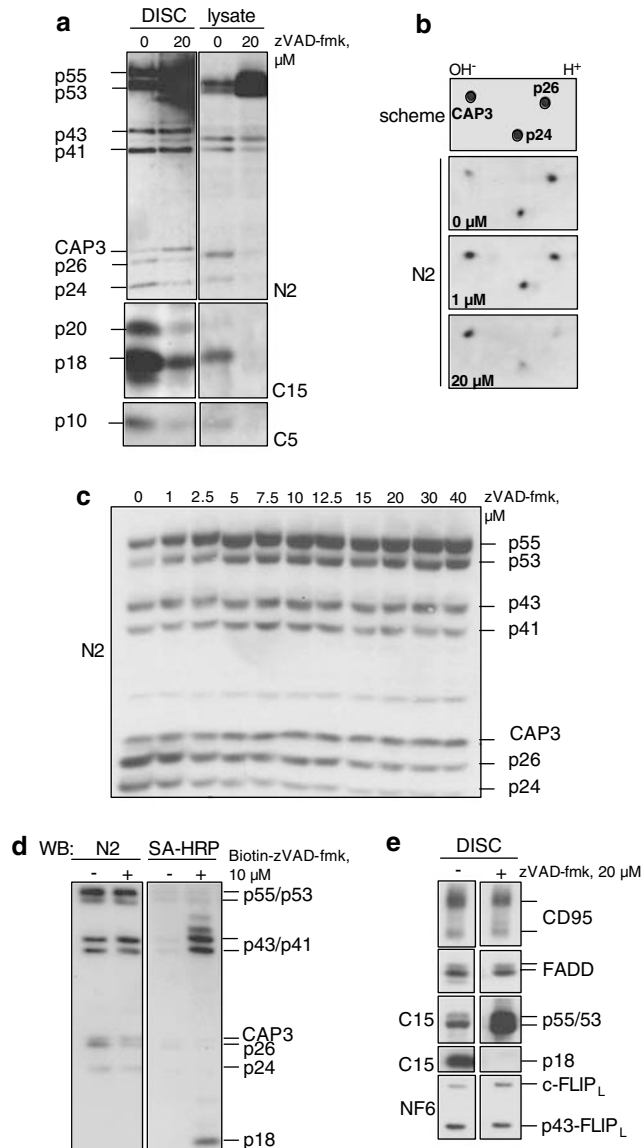 a
DISC lysate
0 20 0 20 zVAD-fmk, µM
p55
p53
p43
p41
CAP3
p26
p24
N2
p20
p18
C15
p10
C5
b
OH- H+
scheme
CAP3
p26
p24
0 µM
N2
1 µM
20 µM
c
0 1 2.5 5 7.5 10 12.5 15 20 30 40 zVAD-fmk, µM
p55
p53
p43
N2
p41
CAP3
p26
p24
d
WB: N2 SA-HRP Biotin-zVAD-fmk, 10 µM
- + - +
p55/p53
p43/p41
CAP3
p26
p24
p18
e
DISC
- + zVAD-fmk, 20 µM
CD95
FADD
C15 p55/53
C15 p18
c-FLIPL
NF6
p43-FLIPL